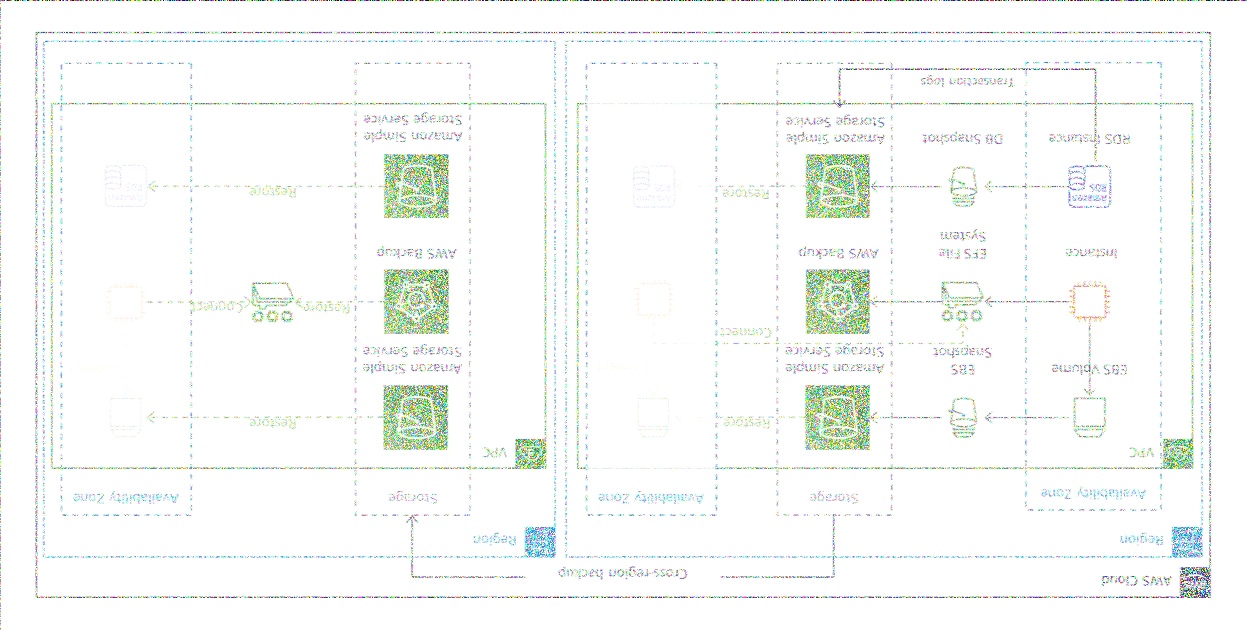 AWS Cloud
Cross-region backup
Region
Region
Availability Zone
Storage
Availability Zone
Storage
Availability Zone
VPC
VPC
Restore
Restore
EBS Volume
EBS
Snapshot
Amazon Simple
Storage Service
Amazon Simple
Storage Service
Connect
Restore
Connect
Instance
EFS File
System
AWS Backup
AWS Backup
Amazon
RDS
Restore
Restore
RDS Instance
DB Snapshot
Amazon Simple
Storage Service
Amazon Simple
Storage Service
Transaction logs